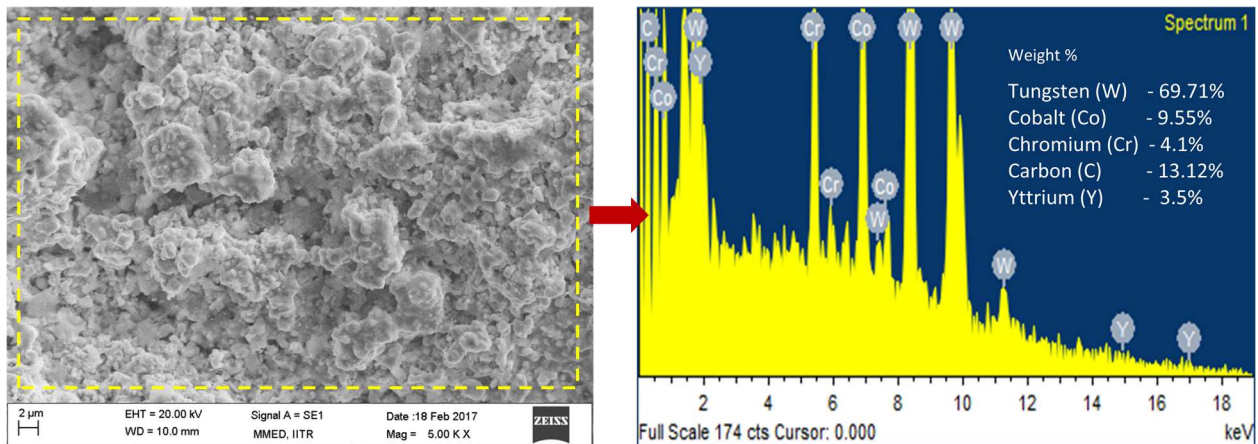 2 µm
EHT = 20.00 kV
Signal A = SE1
Date :18 Feb 2017
WD = 10.0 mm
MMED, IITR
Mag = 5.00 K X
ZEISS
Spectrum 1
C
W
Cr
Co
W
W
Cr
Y
Co
Weight %
Tungsten (W) - 69.71%
Cobalt (Co) - 9.55%
Chromium (Cr) - 4.1%
Carbon (C) - 13.12%
Yttrium (Y) - 3.5%
Cr
Co
W
W
Y
Y
2 4 6 8 10 12 14 16 18
Full Scale 174 cts Cursor: 0.000 keV